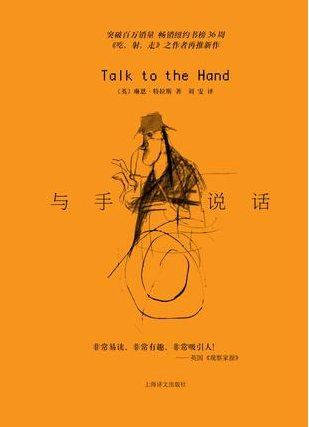 突破百万销量 畅销纽约书榜36周
《吃、射、走》之作者再推新作
Talk to the Hand
〔英〕琳恩·特拉斯 著 刘 雯 译
与手说话
非常易读、非常有趣、非常吸引人!
——英国《观察家报》
上海译文出版社